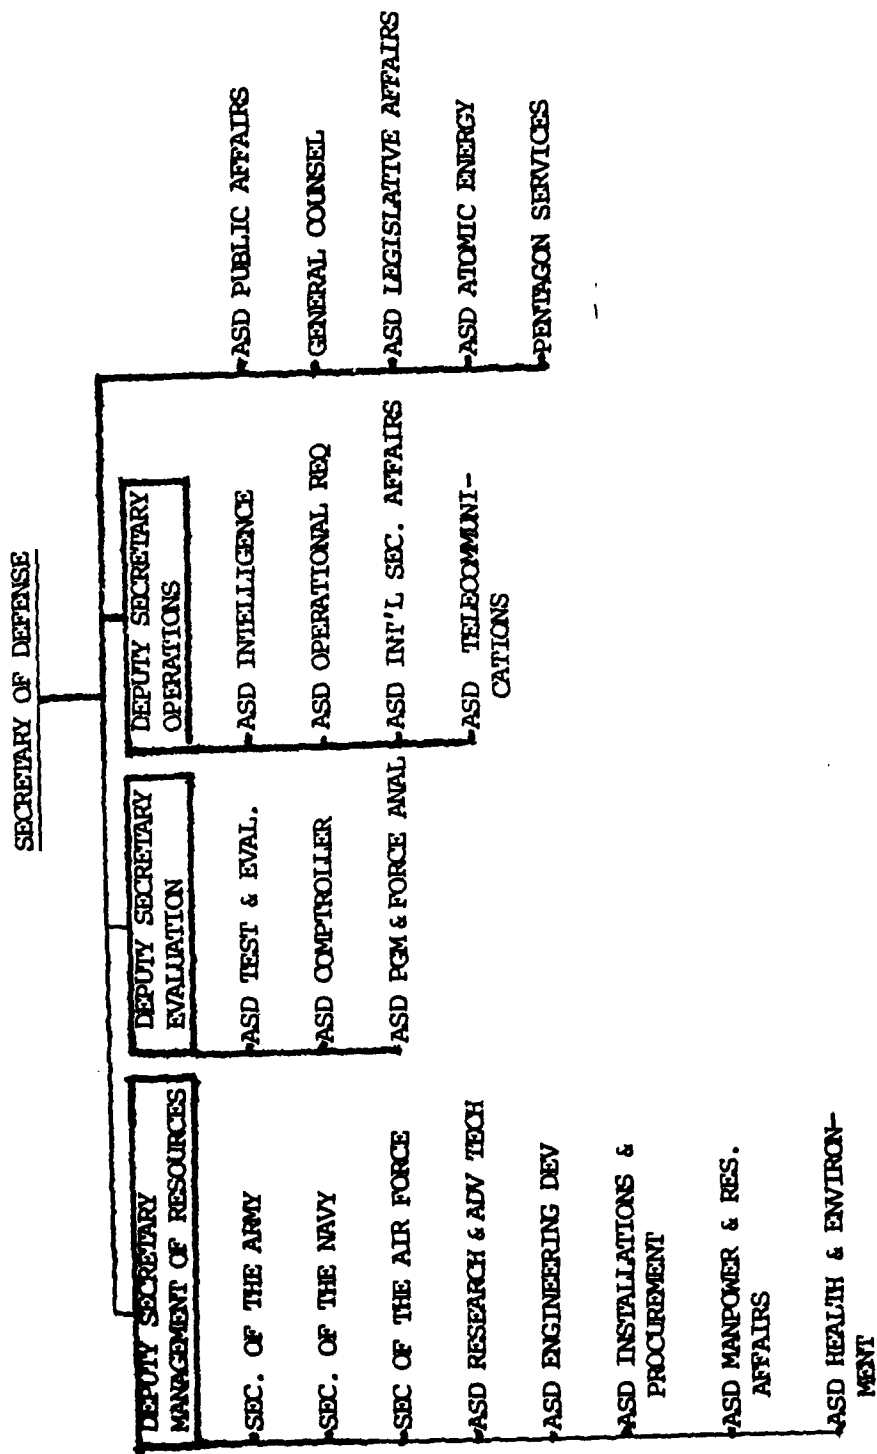 SECRETARY OF DEFENSE
DEPUTY SECRETARY
MANAGEMENT OF RESOURCES
SEC. OF THE ARMY
SEC. OF THE NAVY
SEC OF THE AIR FORCE
ASD RESEARCH & ADV TECH
ASD ENGINEERING DEV
ASD INSTALLATIONS &
PROCUREMENT
ASD MANPOWER & RES.
AFFAIRS
ASD HEALTH & ENVIRON-
MENT
DEPUTY SECRETARY
EVALUATION
ASD TEST & EVAL.
ASD COMPTROLLER
ASD PGM & FORCE ANAL
DEPUTY SECRETARY
OPERATIONS
ASD INTELLIGENCE
ASD OPERATIONAL REQ
ASD INT'L SEC. AFFAIRS
ASD TELECOMMUNI-
CATIONS
ASD PUBLIC AFFAIRS
GENERAL COUNSEL
ASD LEGISLATIVE AFFAIRS
ASD ATOMIC ENERGY
PENTAGON SERVICES